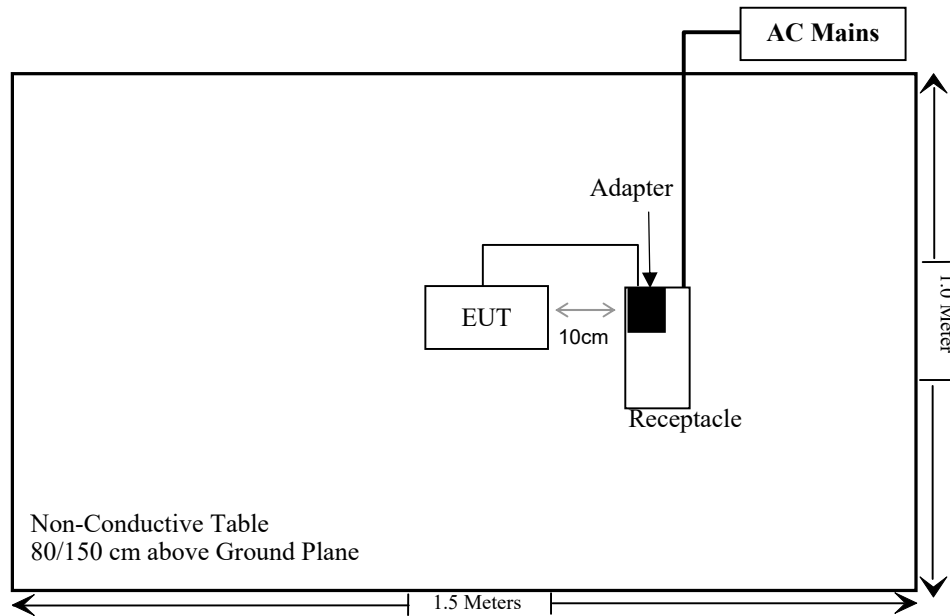 AC Mains
Adapter
1.0 Meter
EUT
10cm
Receptacle
Non-Conductive Table
80/150 cm above Ground Plane
1.5 Meters